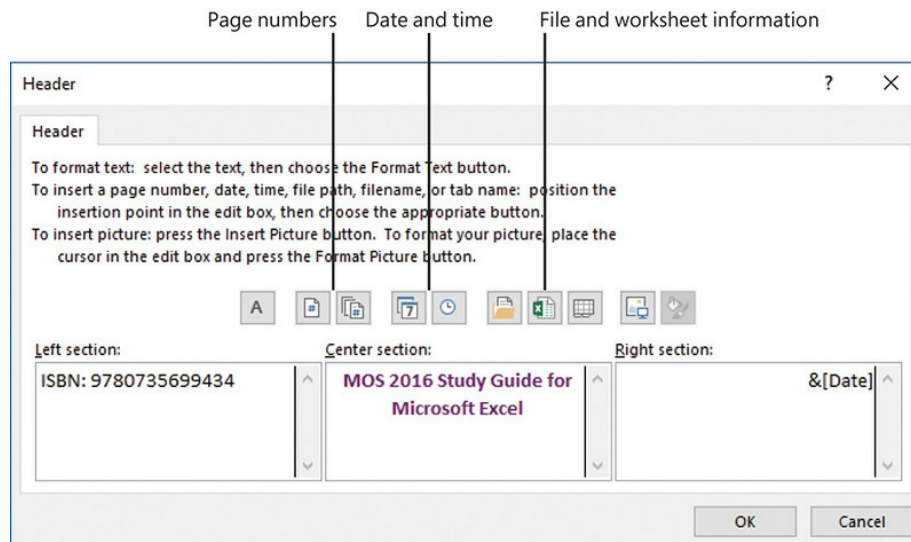 Page numbers Date and time File and worksheet information
Header ?
Header
To format text: select the text, then choose the Format Text button.
To insert a page number, date, time, file path, filename, or tab name: position the
insertion point in the edit box, then choose the appropriate button.
To insert picture: press the Insert Picture button. To format your picture, place the
cursor in the edit box and press the Format Picture button.
A # # 7
Left section: Center section: Right section:
ISBN: 9780735699434 MOS 2016 Study Guide for &[Date]
Microsoft Excel
OK Cancel